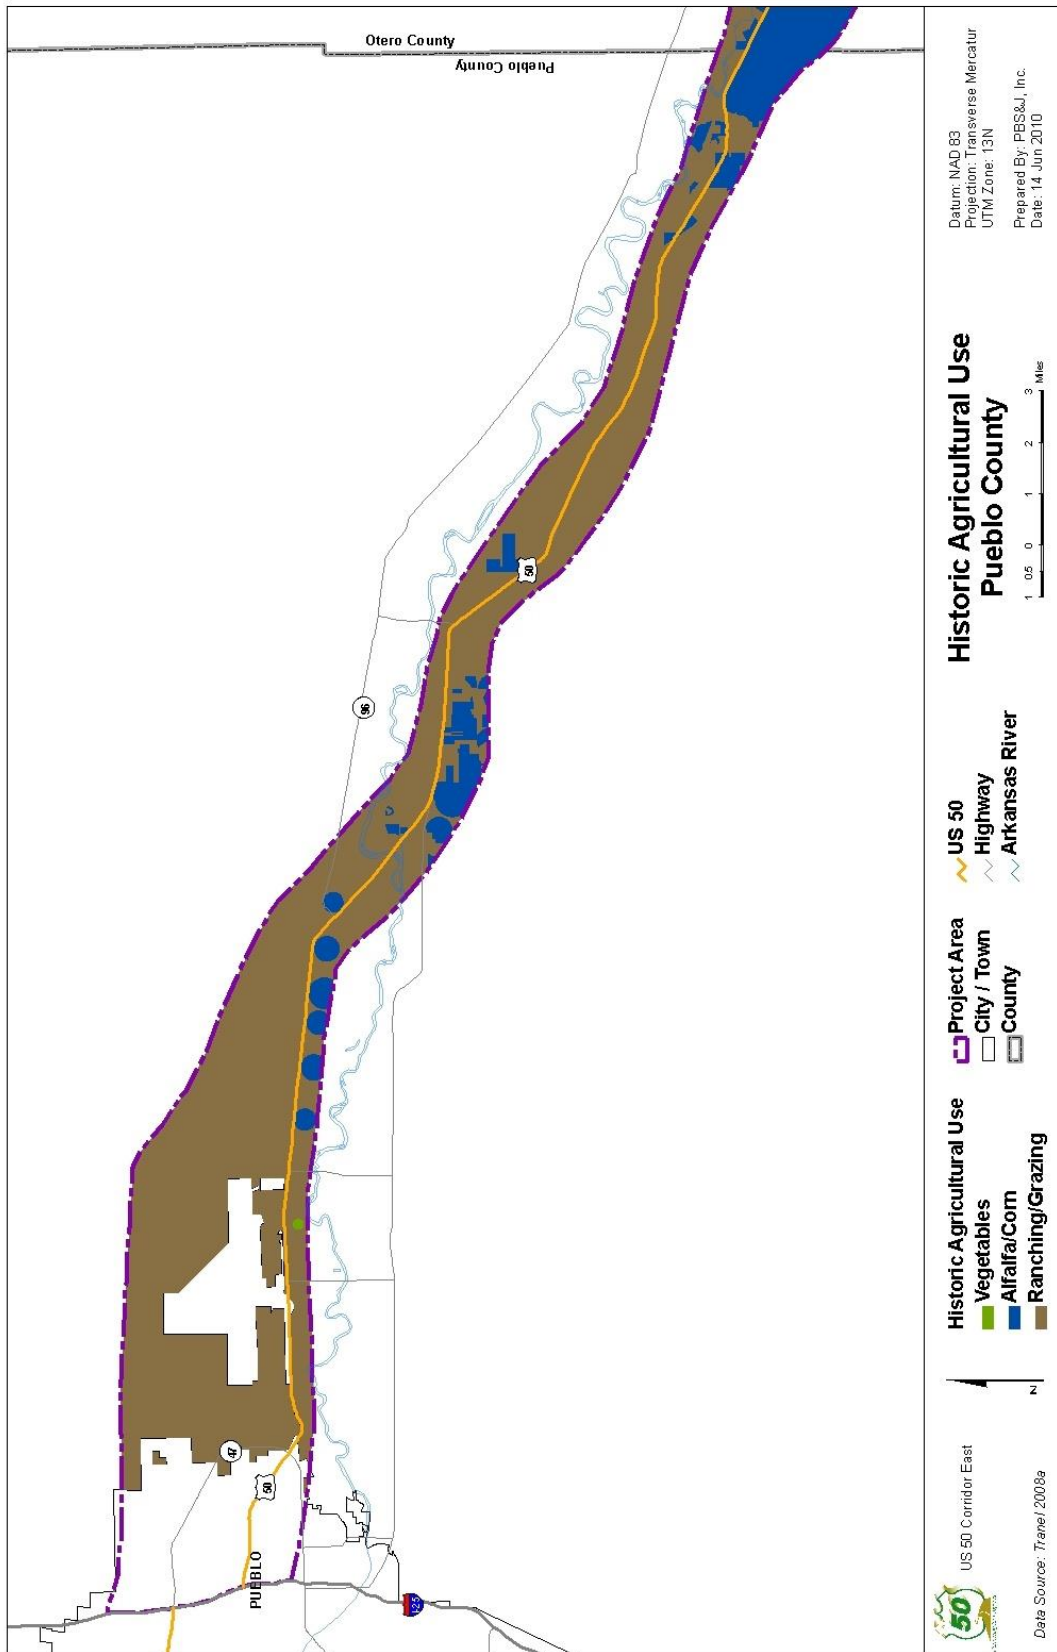 Otero County
Pueblo County
96
50
47
50
PUEBLO
I-25
50
US 50 Corridor East
Data Source: Tranel 2008a
N
Historic Agricultural Use
Vegetables
Alfalfa/Corn
Ranching/Grazing
Project Area
City / Town
County
US 50
Highway
Arkansas River
Historic Agricultural Use
Pueblo County
1 0.5 0 1 2 3
Miles
Datum: NAD 83
Projection: Transverse Mercatur
UTM Zone: 13N
Prepared By: PBS&J, Inc.
Date: 14 Jun 2010